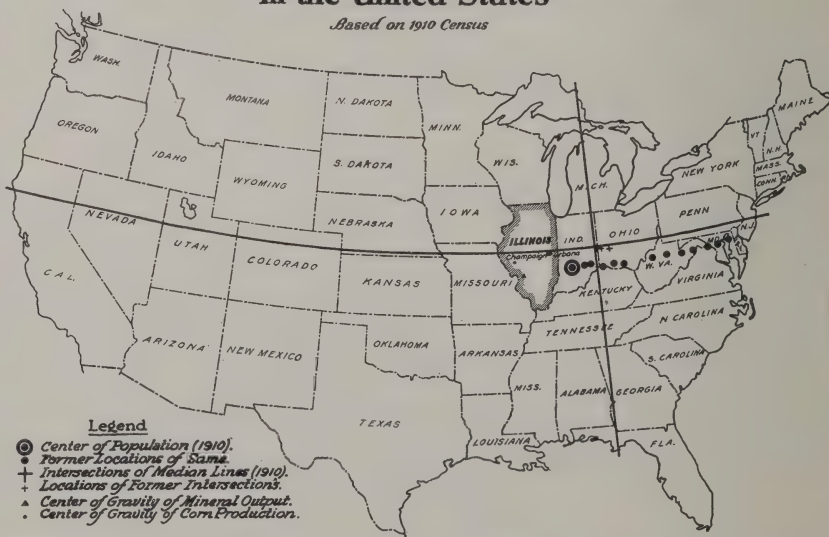 in the United States
Based on 1910 Census
WASH.
MONTANA
N. DAKOTA
MINN.
OREGON
IDAHO
WYOMING
S. DAKOTA
WIS.
MICH.
MAINE
VT
N.H.
MASS.
CONN.
NEW YORK
NEVADA
UTAH
COLORADO
NEBRASKA
IOWA
ILLINOIS
Champaign Urbana
IND.
OHIO
PENN
N.J.
MD.
CAL.
KANSAS
MISSOURI
KENTUCKY
W. VA.
VIRGINIA
ARIZONA
NEW MEXICO
OKLAHOMA
ARKANSAS
TENNESSEE
N CAROLINA
S. CAROLINA
TEXAS
LOUISIANA
MISS.
ALABAMA
GEORGIA
FLA.
Legend
Center of Population (1910).
Former Locations of Same.
Intersections of Median Lines (1910).
Locations of Former Intersections.
Center of Gravity of Mineral Output.
Center of Gravity of Corn Production.